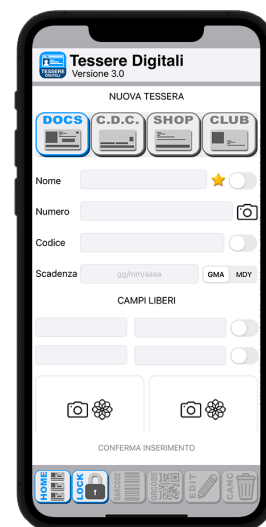 TESSERE
DIGITALI
Tessere Digitali
Versione 3.0
NUOVA TESSERA
DOCS C.D.C. SHOP CLUB
Nome
Numero
Codice
Scadenza gg/mm/aaaa GMA MDY
CAMPI LIBERI
CONFERMA INSERIMENTO
HOME LOCK BARCODE QRCODE EDIT CANC